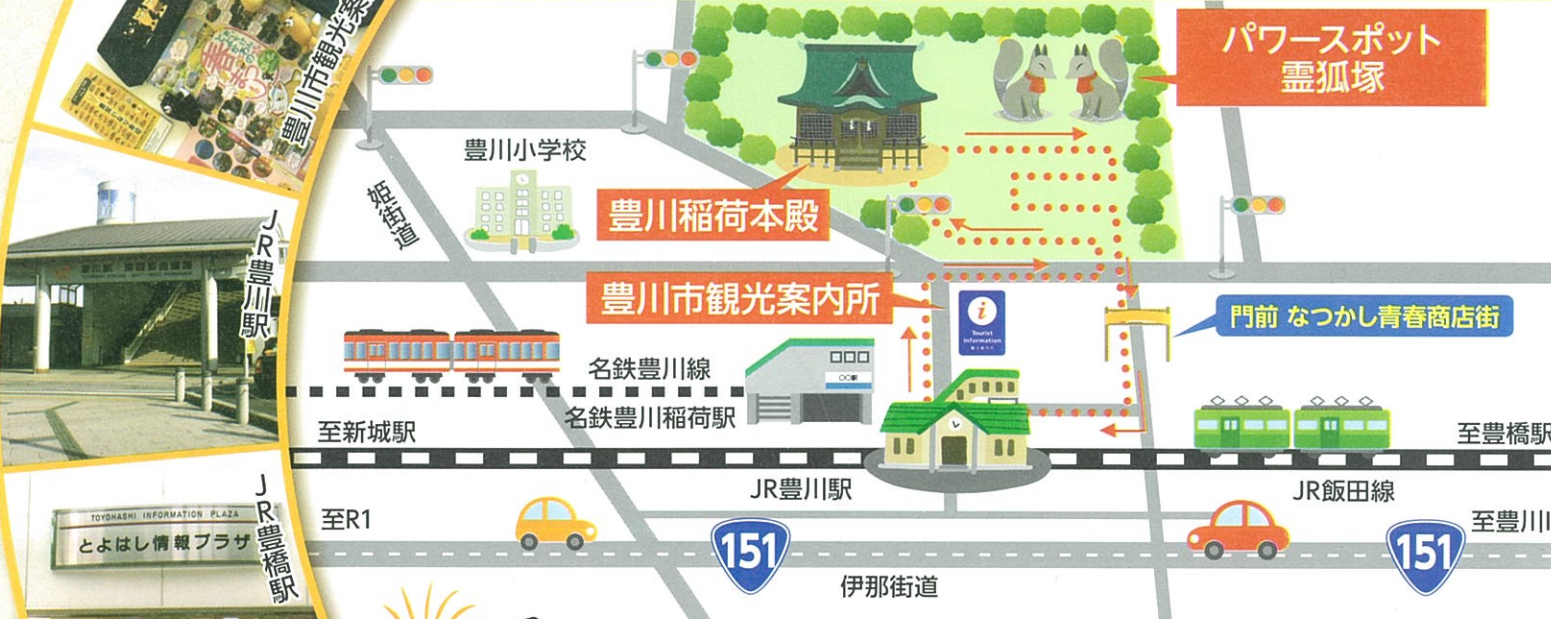 豊川市観光案
JR豊川駅
TOYOHASHI INFORMATION PLAZA
とよはし情報プラザ
JR豊橋駅
パワースポット
霊狐塚
豊川小学校
姫街道
豊川稲荷本殿
豊川市観光案内所
i
Tourist
Information
門前 なつかし青春商店街
名鉄豊川線
〇〇駅
名鉄豊川稲荷駅
至新城駅
至豊橋駅
JR豊川駅
JR飯田線
至R1
至豊川I
151
151
伊那街道